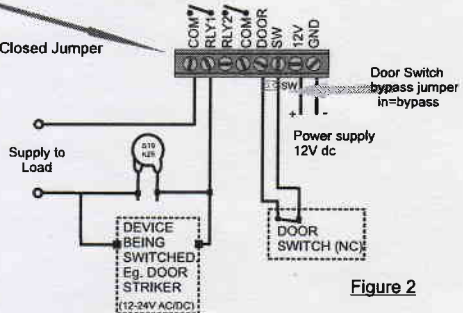 COM
RLY1
RLY2
COM
DOOR
SW
12V
GND
Closed Jumper
SW
Door Switch
bypass jumper
in=bypass
+ -
Power supply
12V dc
Supply to
Load
S10
K25
DEVICE
BEING
SWITCHED
Eg. DOOR
STRIKER
(12-24V AC/DC)
DOOR
SWITCH (NC)
Figure 2